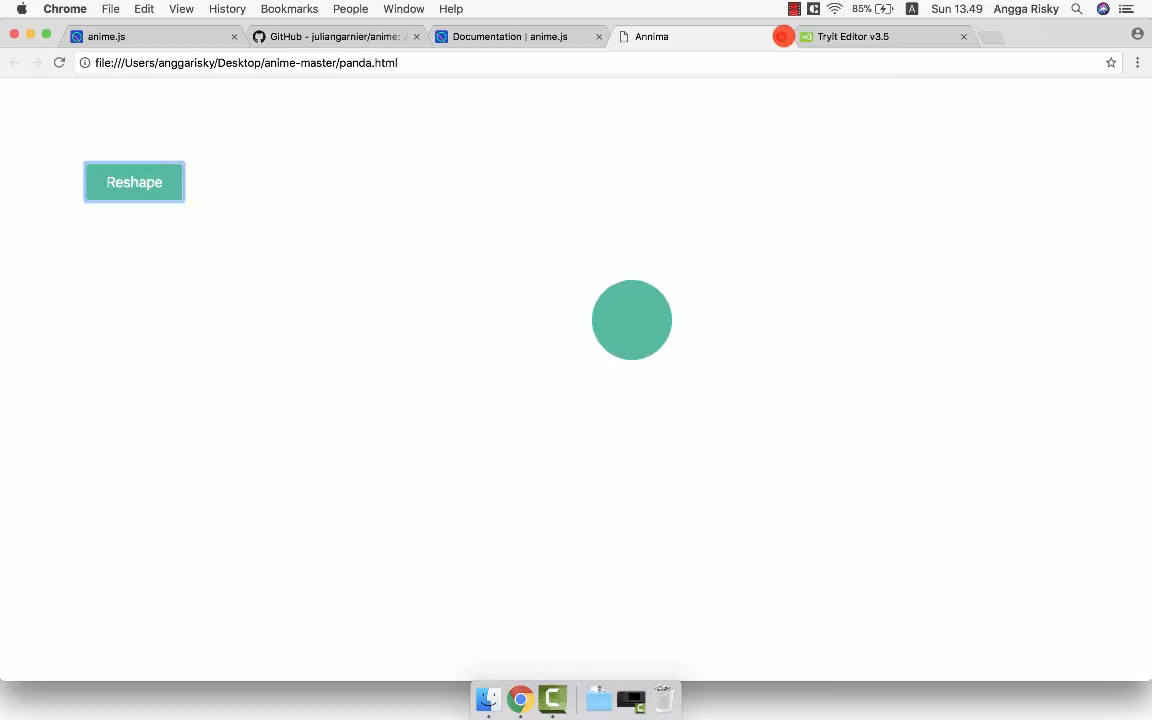 Chrome File Edit View History Bookmarks People Window Help 85% A Sun 13.49 Angga Risky
anime.js GitHub - juliangarnier/anime: Documentation | anime.js Annima w3 Tryit Editor v3.5
file:///Users/anggarisky/Desktop/anime-master/panda.html
Reshape